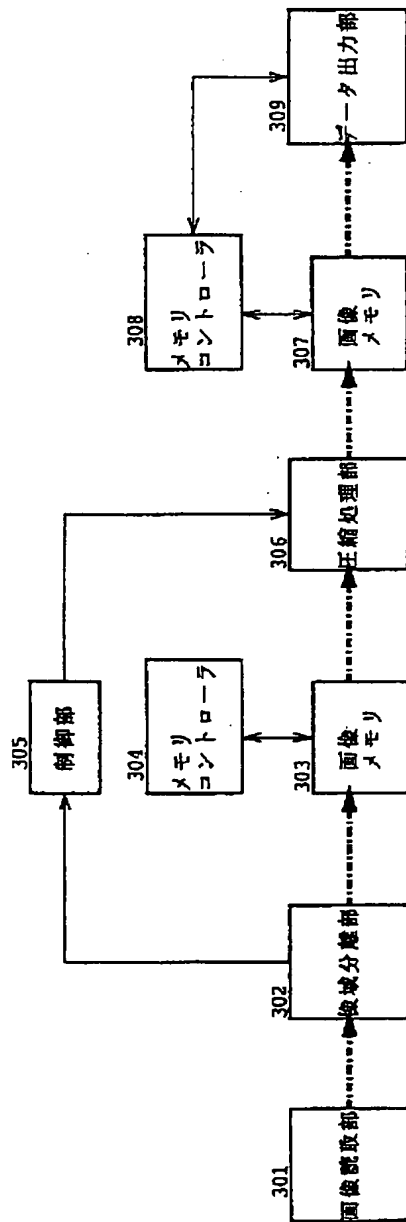 301
画像読取部
302
像域分離部
303
画像
メモリ
304
メモリ
コントローラ
305
制御部
306
圧縮処理部
307
画像
メモリ
308
メモリ
コントローラ
309
データ出力部